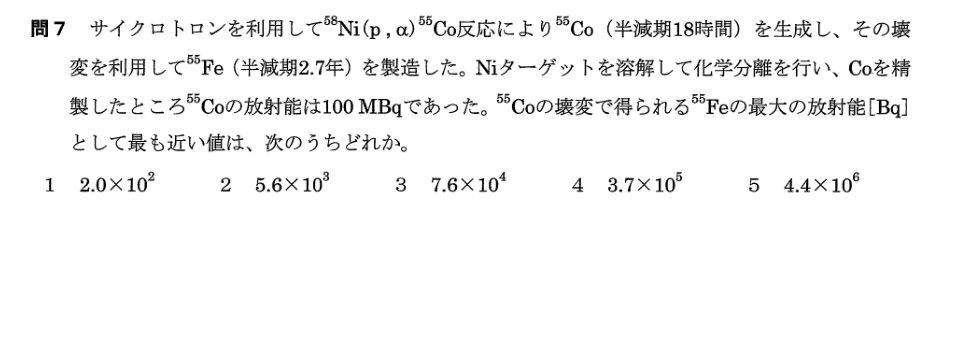 問7 サイクロトロンを利用して⁵⁸Ni(p , α)⁵⁵Co反応により⁵⁵Co（半減期18時間）を生成し、その壊
変を利用して⁵⁵Fe（半減期2.7年）を製造した。Niターゲットを溶解して化学分離を行い、Coを精
製したところ⁵⁵Coの放射能は100 MBqであった。⁵⁵Coの壊変で得られる⁵⁵Feの最大の放射能[Bq]
として最も近い値は、次のうちどれか。
1 2.0×10² 2 5.6×10³ 3 7.6×10⁴ 4 3.7×10⁵ 5 4.4×10⁶